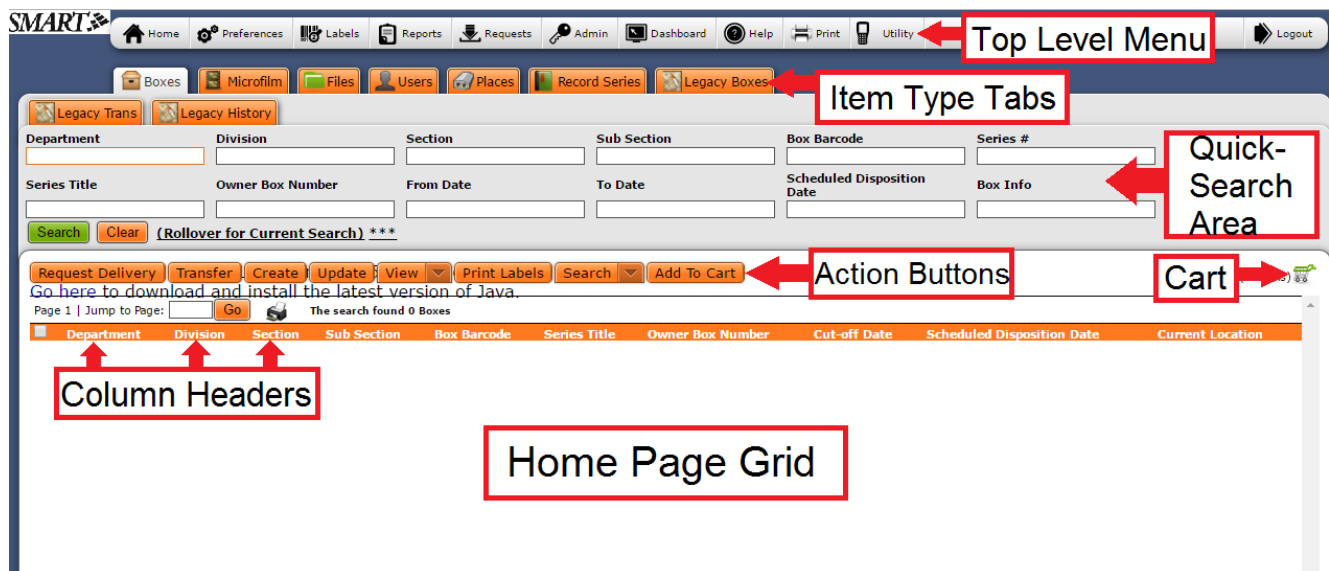 SMART
Home Preferences Labels Reports Requests Admin Dashboard Help Print Utility Top Level Menu Logout
Boxes Microfilm Files Users Places Record Series Legacy Boxes Item Type Tabs
Legacy Trans Legacy History
Department Division Section Sub Section Box Barcode Series #
Quick-
Search
Area
Series Title Owner Box Number From Date To Date Scheduled Disposition Date Box Info
Search Clear (Rollover for Current Search) ***
Request Delivery Transfer Create Update View Print Labels Search Add To Cart Action Buttons Cart
Go here to download and install the latest version of Java.
Page 1 | Jump to Page: Go The search found 0 Boxes
Department Division Section Sub Section Box Barcode Series Title Owner Box Number Cut-off Date Scheduled Disposition Date Current Location
Column Headers
Home Page Grid